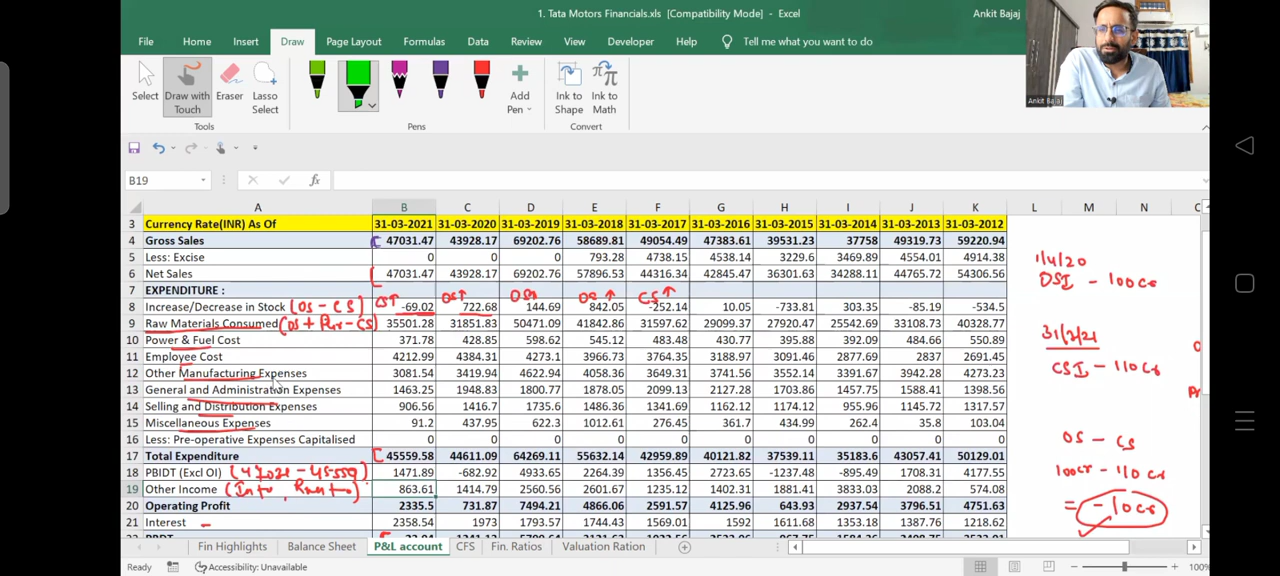 1. Tata Motors Financials.xls [Compatibility Mode] - Excel
Ankit Bajaj
File Home Insert Draw Page Layout Formulas Data Review View Developer Help Tell me what you want to do
Select Draw with Touch Eraser Lasso Select Add Pen Ink to Shape Ink to Math
Tools Pens Convert
Ankit Bajaj
B19 fx
A B C D E F G H I J K L M N
3 Currency Rate(INR) As Of 31-03-2021 31-03-2020 31-03-2019 31-03-2018 31-03-2017 31-03-2016 31-03-2015 31-03-2014 31-03-2013 31-03-2012
4 Gross Sales 47031.47 43928.17 69202.76 58689.81 49054.49 47383.61 39531.23 37758 49319.73 59220.94
5 Less: Excise 0 0 0 793.28 4738.15 4538.14 3229.6 3469.89 4554.01 4914.38
6 Net Sales 47031.47 43928.17 69202.76 57896.53 44316.34 42845.47 36301.63 34288.11 44765.72 54306.56
7 EXPENDITURE :
8 Increase/Decrease in Stock (OS - CS) CS↑ -69.02 OS↑ 722.68 OS↑ 144.69 OS↑ 842.05 CS↑ -252.14 10.05 -733.81 303.35 -85.19 -534.5
9 Raw Materials Consumed (OS + Pur - CS) 35501.28 31851.83 50471.09 41842.86 31597.62 29099.37 27920.47 25542.69 33108.73 40328.77
10 Power & Fuel Cost 371.78 428.85 598.62 545.12 483.48 430.77 395.88 392.09 484.66 550.89
11 Employee Cost 4212.99 4384.31 4273.1 3966.73 3764.35 3188.97 3091.46 2877.69 2837 2691.45
12 Other Manufacturing Expenses 3081.54 3419.94 4622.04 4058.36 3649.31 3741.56 3552.14 3391.67 3942.28 4273.23
13 General and Administration Expenses 1463.25 1948.83 1800.77 1878.05 2099.13 2127.28 1703.86 1457.75 1588.41 1398.56
14 Selling and Distribution Expenses 906.56 1416.7 1735.6 1486.36 1341.69 1162.12 1174.12 955.96 1145.72 1317.57
15 Miscellaneous Expenses 91.2 437.95 622.3 1012.61 276.45 361.7 434.99 262.4 35.8 103.04
16 Less: Pre-operative Expenses Capitalised 0 0 0 0 0 0 0 0 0 0
17 Total Expenditure 45559.58 44611.09 64269.11 55632.14 42959.89 40121.82 37539.11 35183.6 43057.41 50129.01
18 PBIDT (Excl OI) (47031 - 45559) 1471.89 -682.92 4933.65 2264.39 1356.45 2723.65 -1237.48 -895.49 1708.31 4177.55
19 Other Income 863.61 1414.79 2560.56 2601.67 1235.12 1402.31 1881.41 3833.03 2088.2 574.08
20 Operating Profit 2335.5 731.87 7494.21 4866.06 2591.57 4125.96 643.93 2937.54 3796.51 4751.63
21 Interest 2358.54 1973 1793.57 1744.43 1569.01 1592 1611.68 1353.18 1387.76 1218.62
1/4/20
OSI - 100Cr
31/3/21
CSI - 110Cr
OS - CS
100cr - 110 Cr
= -10Cr
Fin Highlights Balance Sheet P&L account CFS Fin. Ratios Valuation Ration
Ready Accessibility: Unavailable 100%